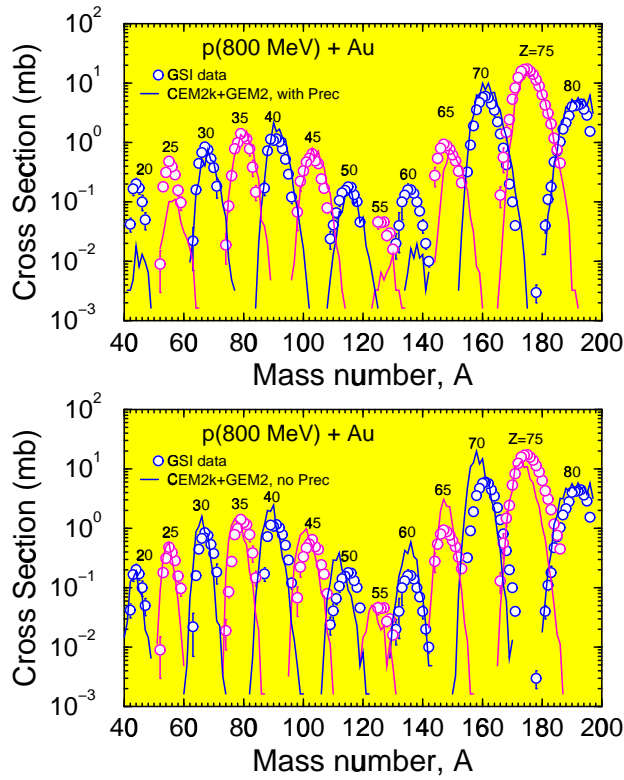 p(800 MeV) + Au
GSI data
CEM2k+GEM2, with Prec
20
25
30
35
40
45
50
55
60
65
70
Z=75
80
Cross Section (mb)
10²
10¹
10⁰
10⁻¹
10⁻²
10⁻³
40 60 80 100 120 140 160 180 200
Mass number, A
p(800 MeV) + Au
GSI data
CEM2k+GEM2, no Prec
20
25
30
35
40
45
50
55
60
65
70
Z=75
80
Cross Section (mb)
10²
10¹
10⁰
10⁻¹
10⁻²
10⁻³
40 60 80 100 120 140 160 180 200
Mass number, A